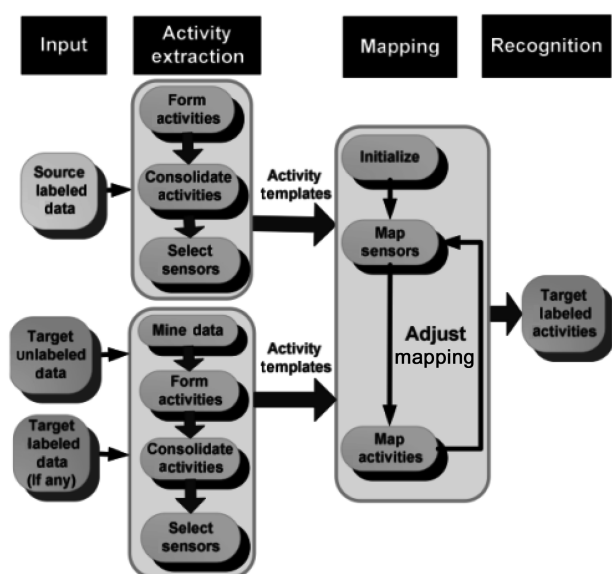 Input
Activity
extraction
Mapping
Recognition
Form
activities
Consolidate
activities
Select
sensors
Source
labeled
data
Activity
templates
Initialize
Map
sensors
Adjust
mapping
Map
activities
Target
labeled
activities
Target
unlabeled
data
Target
labeled
data
(If any)
Mine data
Form
activities
Consolidate
activities
Select
sensors
Activity
templates